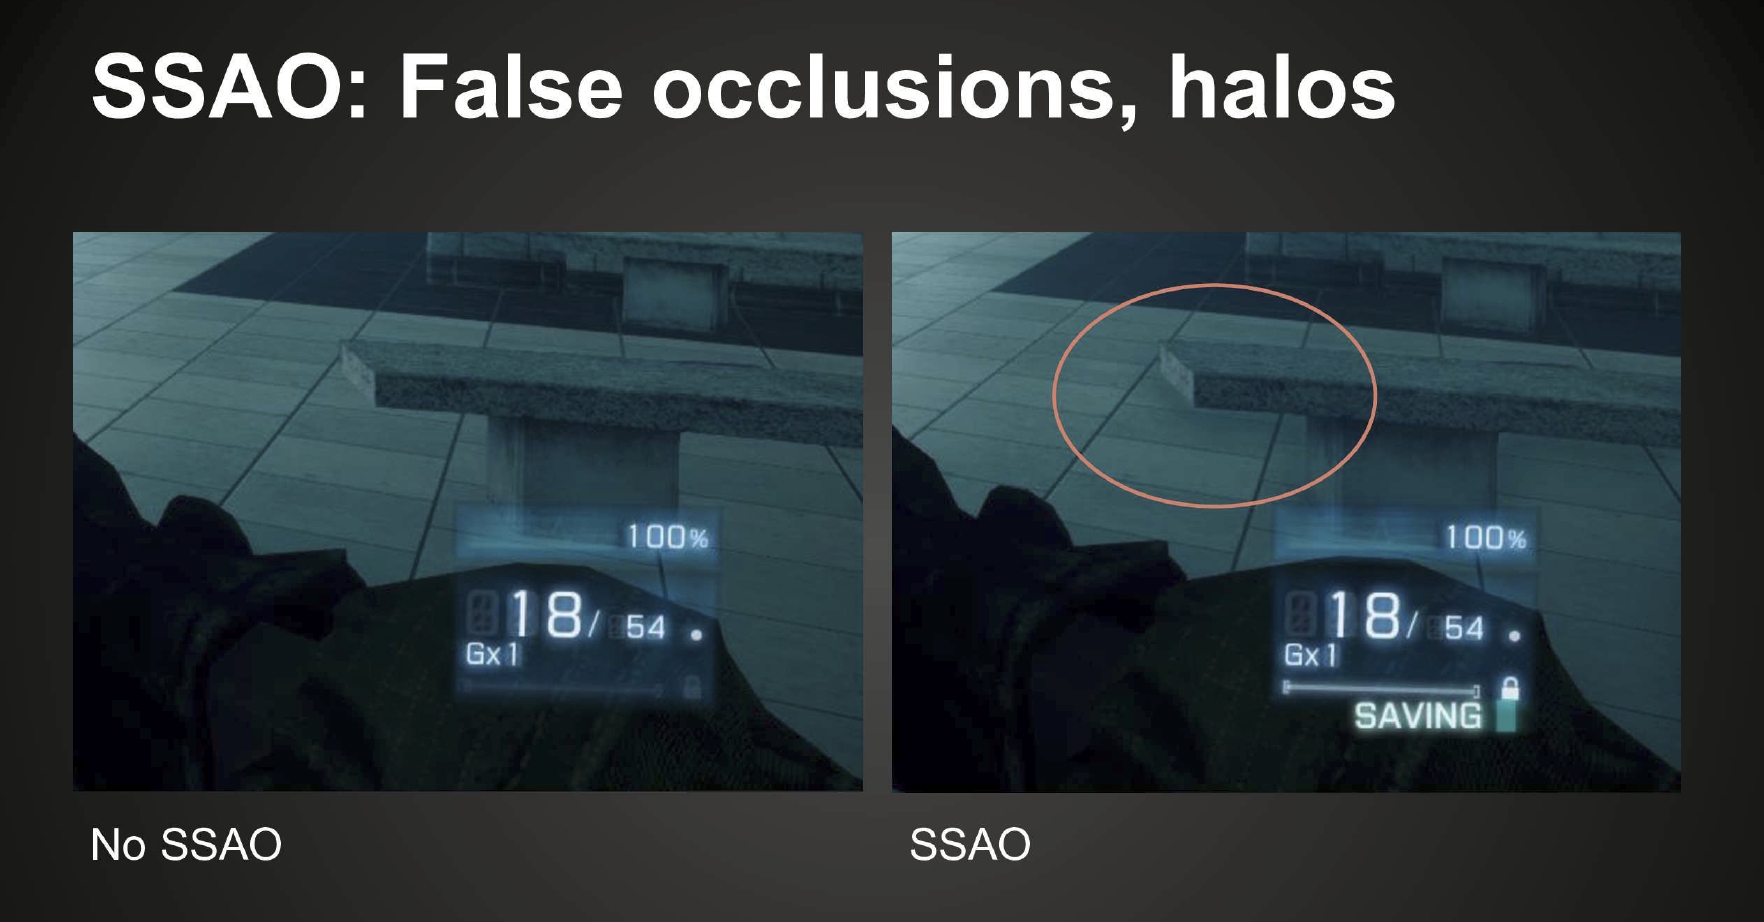 SSAO: False occlusions, halos
100%
18/ 54
Gx1
100%
18/ 54
Gx1
SAVING
No SSAO
SSAO